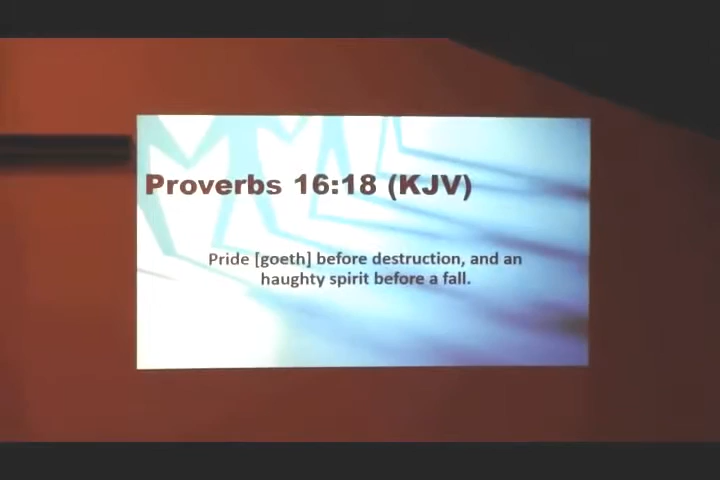 Proverbs 16:18 (KJV)
Pride [goeth] before destruction, and an
haughty spirit before a fall.